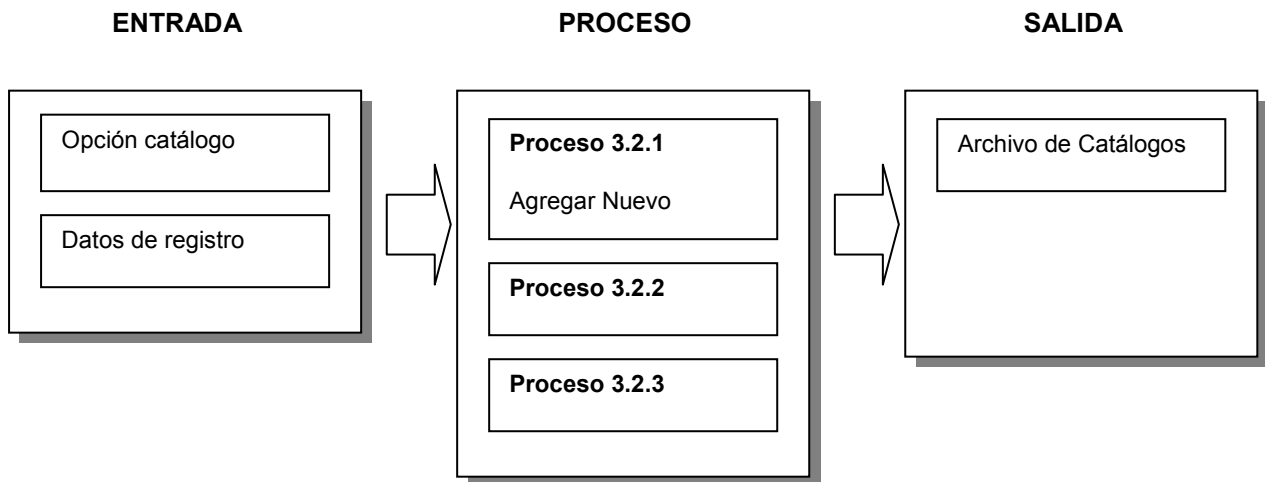 ENTRADA
PROCESO
SALIDA
Opción catálogo
Datos de registro
Proceso 3.2.1
Agregar Nuevo
Proceso 3.2.2
Proceso 3.2.3
Archivo de Catálogos